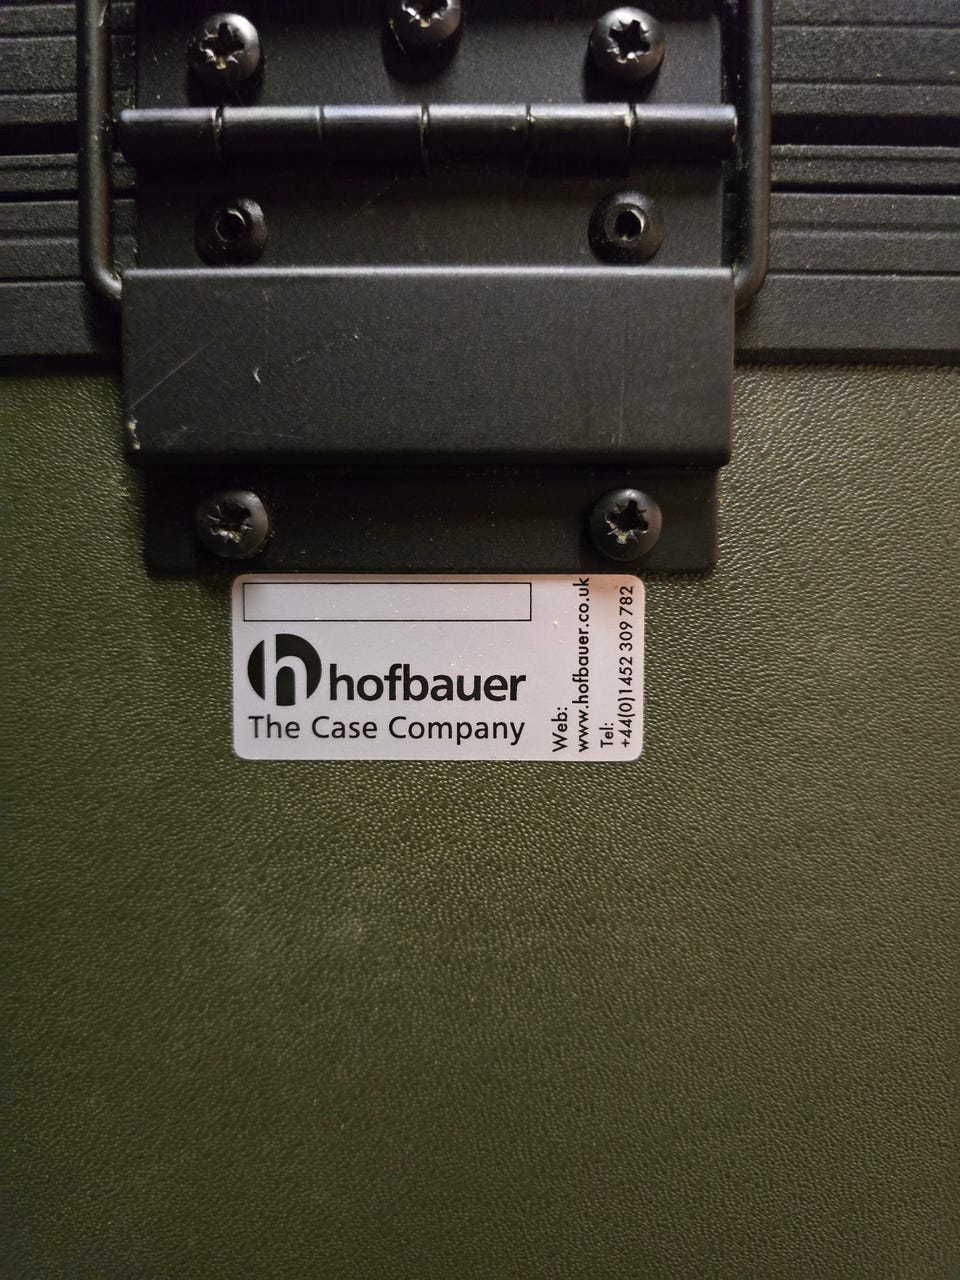 h hofbauer
The Case Company
Web:
www.hofbauer.co.uk
Tel:
+44(0)1452 309 782